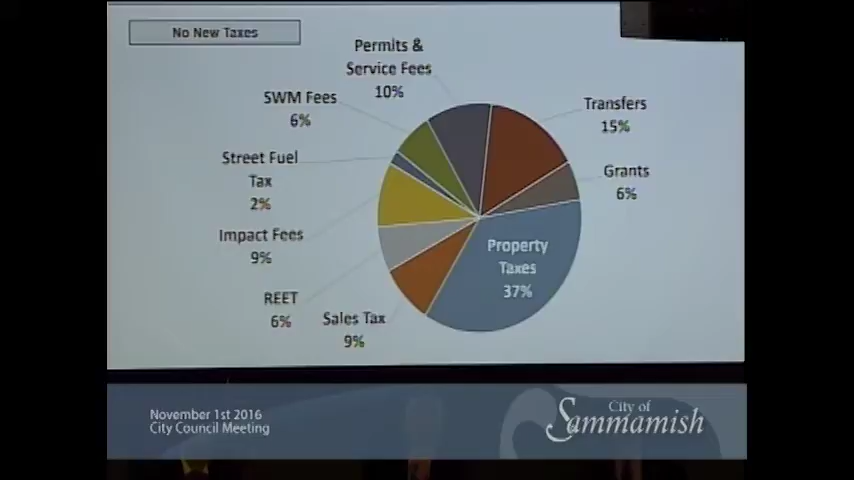 No New Taxes
Permits &
Service Fees
10%
SWM Fees
6%
Street Fuel
Tax
2%
Impact Fees
9%
REET
6%
Sales Tax
9%
Property
Taxes
37%
Grants
6%
Transfers
15%
November 1st 2016
City Council Meeting
City of
Sammamish